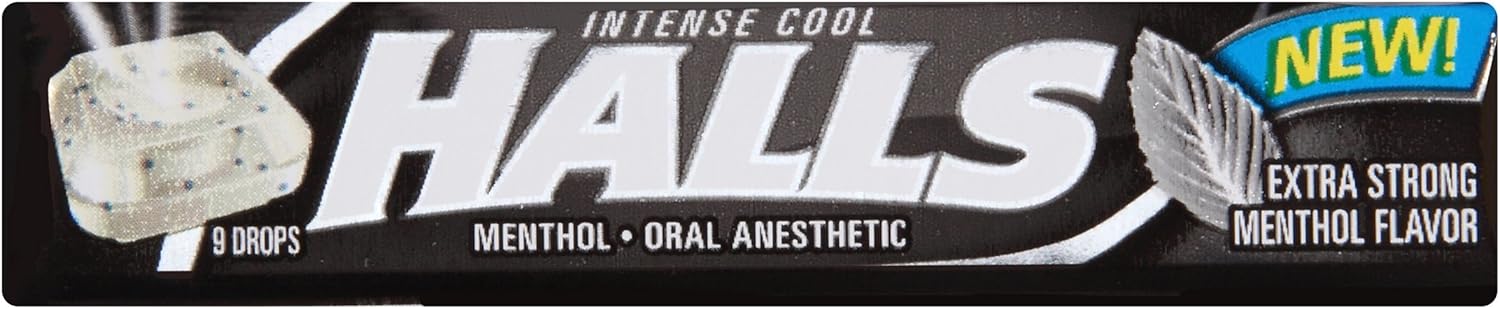 INTENSE COOL
HALLS
NEW!
EXTRA STRONG
MENTHOL FLAVOR
9 DROPS
MENTHOL • ORAL ANESTHETIC